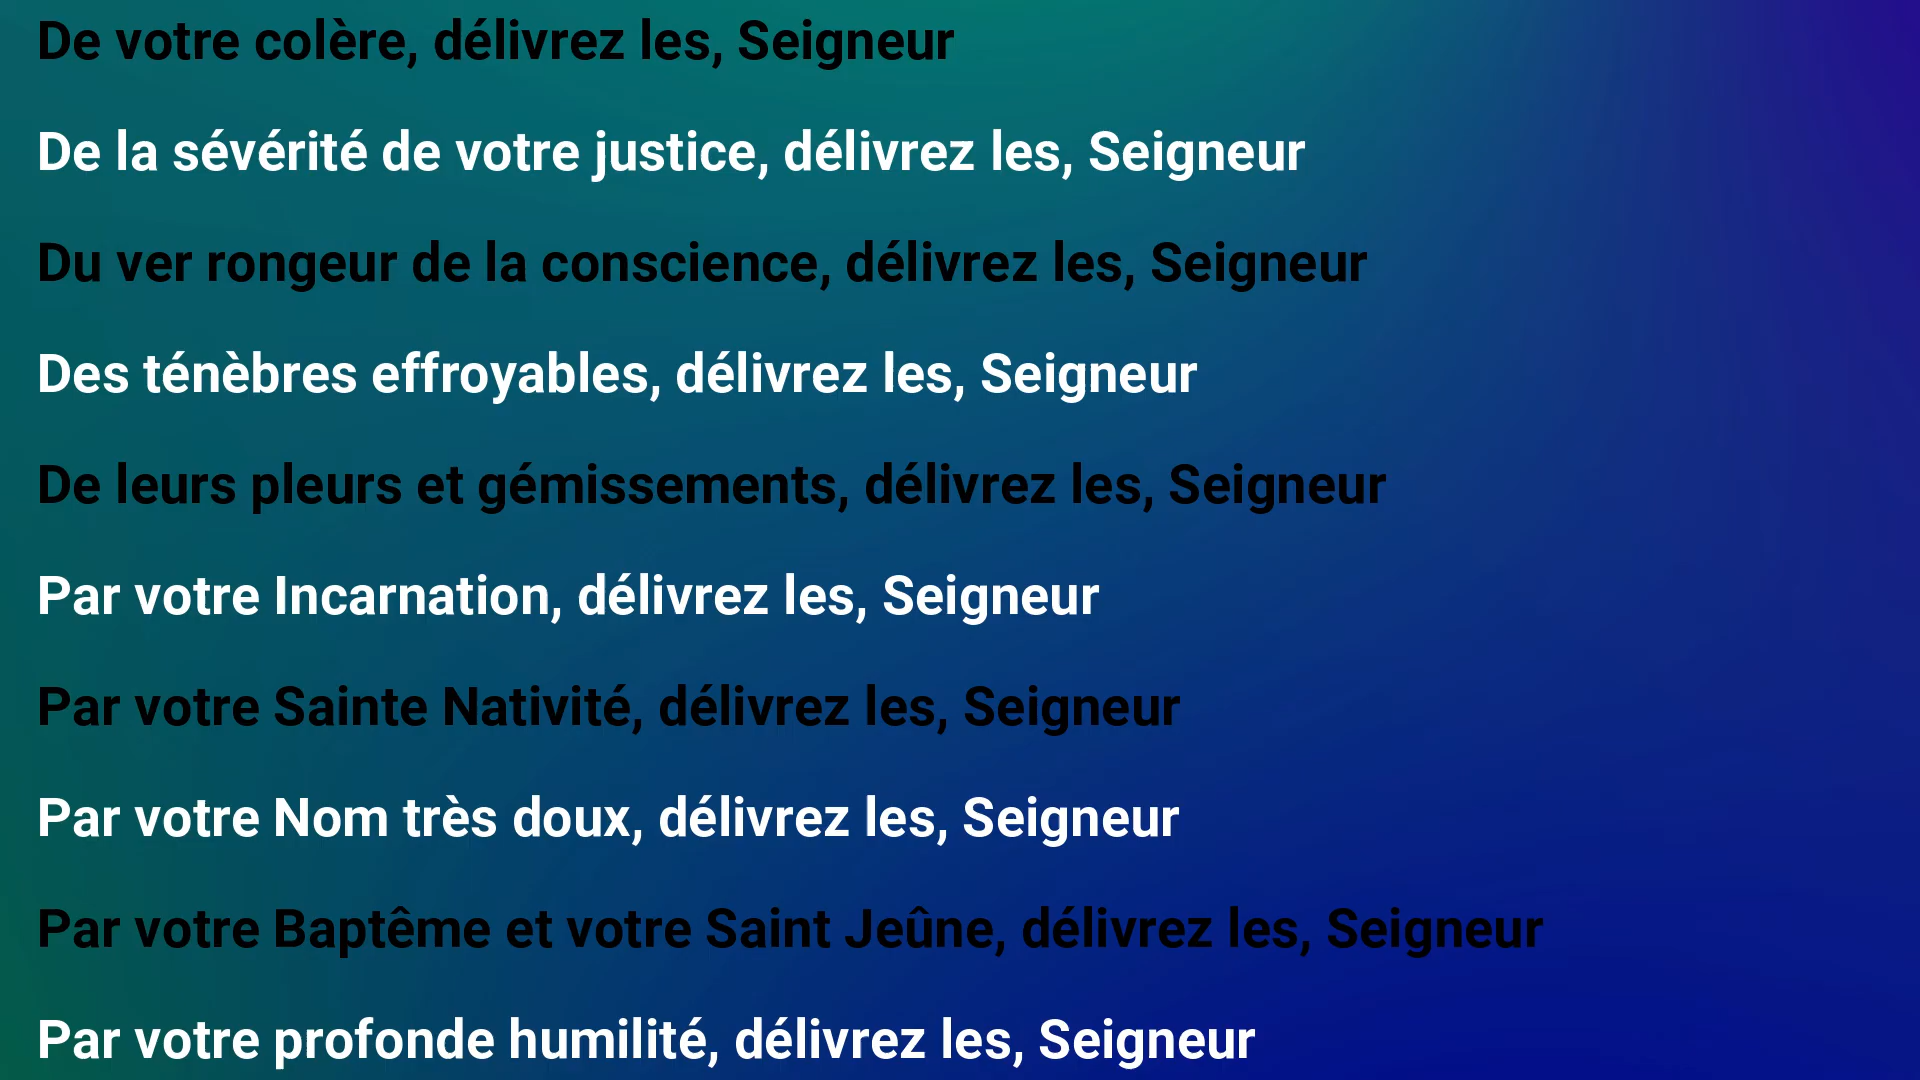 De votre colère, délivrez les, Seigneur
De la sévérité de votre justice, délivrez les, Seigneur
Du ver rongeur de la conscience, délivrez les, Seigneur
Des ténèbres effroyables, délivrez les, Seigneur
De leurs pleurs et gémissements, délivrez les, Seigneur
Par votre Incarnation, délivrez les, Seigneur
Par votre Sainte Nativité, délivrez les, Seigneur
Par votre Nom très doux, délivrez les, Seigneur
Par votre Baptême et votre Saint Jeûne, délivrez les, Seigneur
Par votre profonde humilité, délivrez les, Seigneur